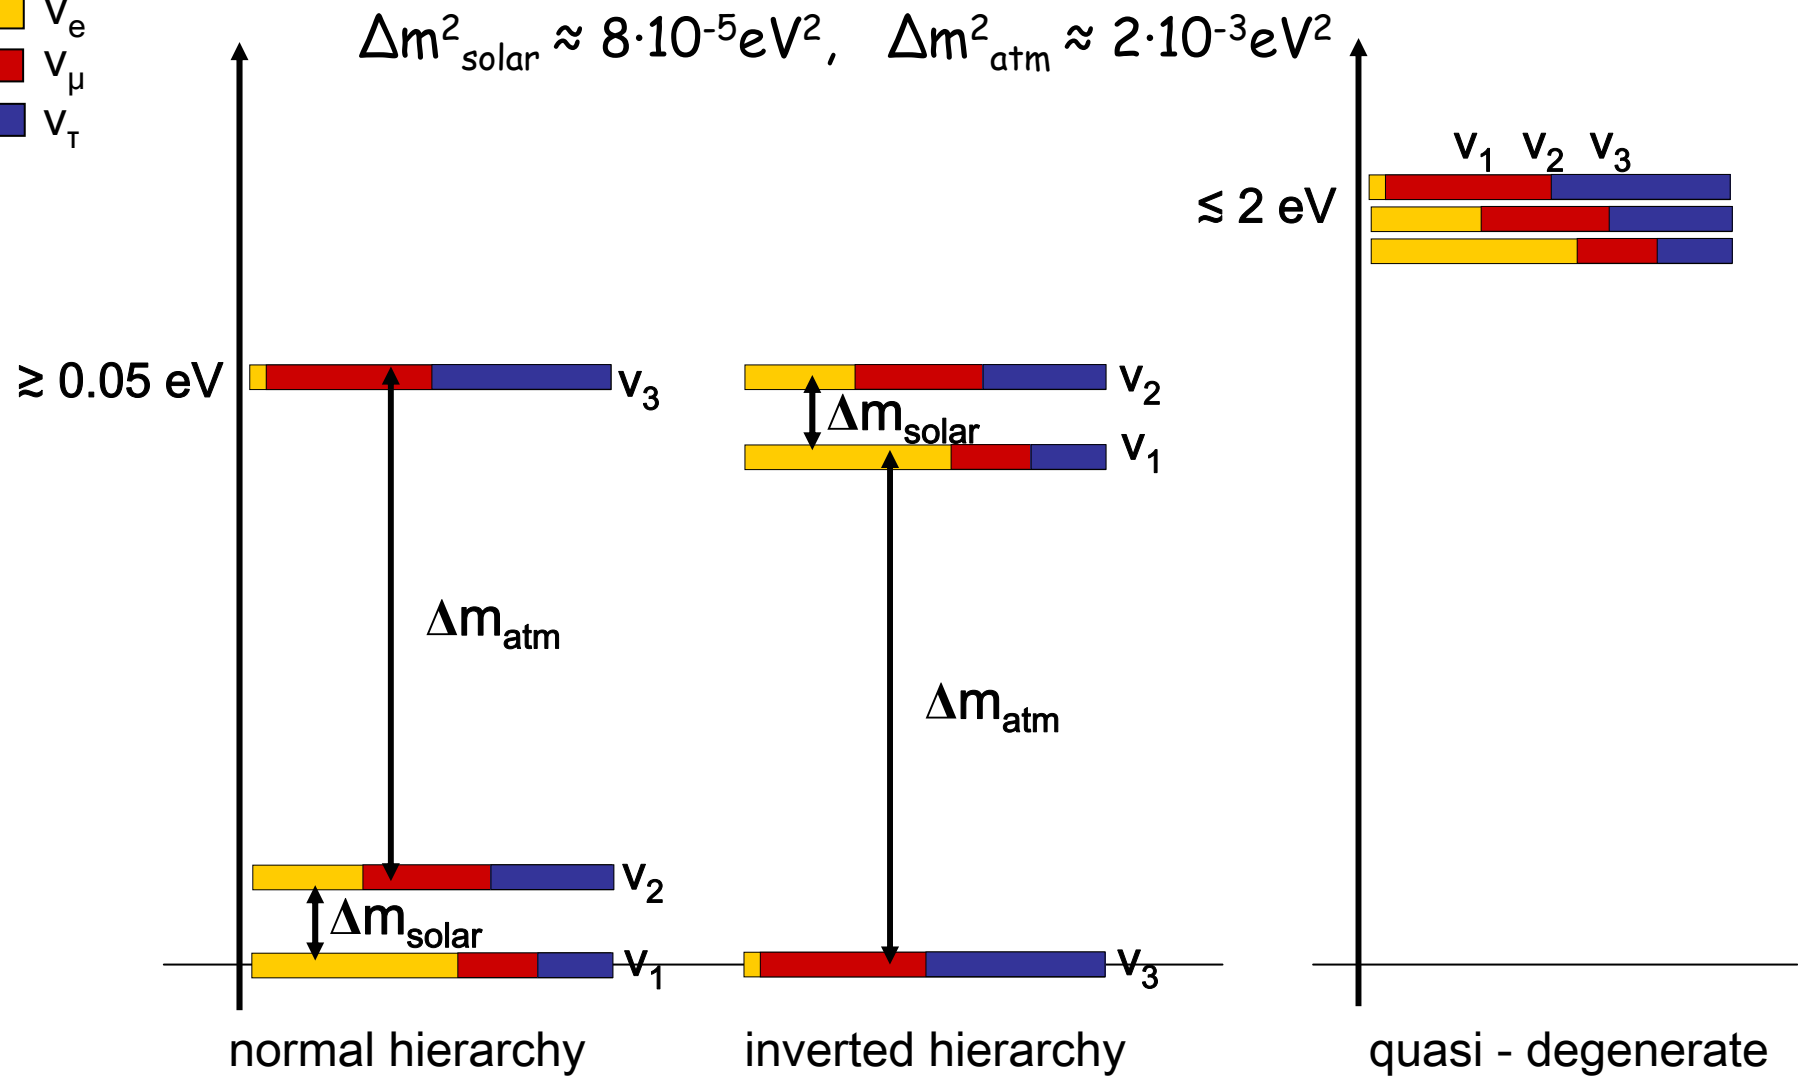 νe
νμ
ντ
Δm²solar ≈ 8·10⁻⁵eV², Δm²atm ≈ 2·10⁻³eV²
ν1 ν2 ν3
≲ 2 eV
≳ 0.05 eV
ν3
ν2
Δmsolar
ν1
Δmatm
Δmatm
ν2
Δmsolar
ν1
ν3
normal hierarchy
inverted hierarchy
quasi - degenerate